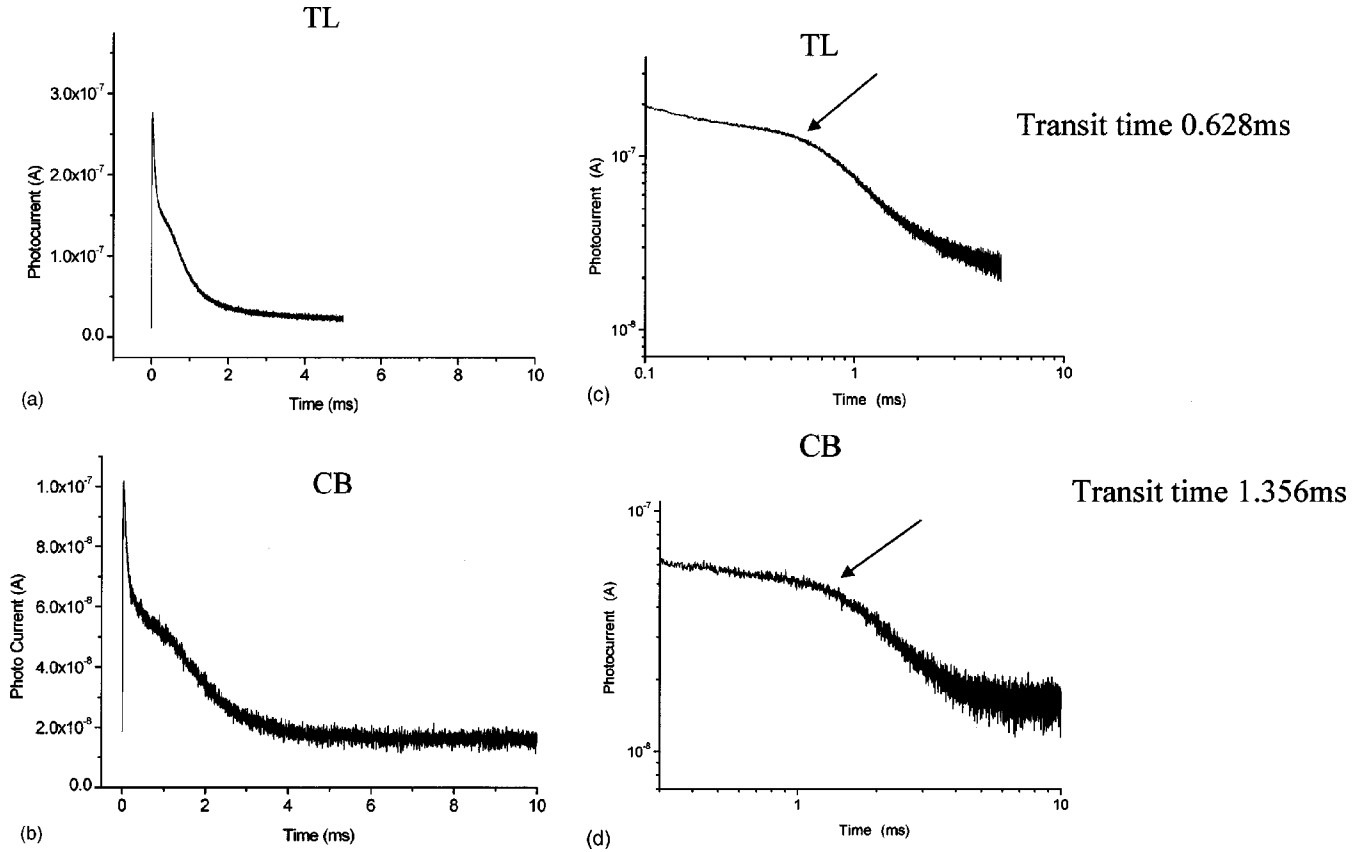 TL
Photocurrent (A)
3.0x10⁻⁷
2.0x10⁻⁷
1.0x10⁻⁷
0.0
0 2 4 6 8 10
Time (ms)
(a)
TL
Transit time 0.628ms
Photocurrent (A)
10⁻⁷
10⁻⁸
0.1 1 10
Time (ms)
(c)
CB
Photo Current (A)
1.0x10⁻⁷
8.0x10⁻⁸
6.0x10⁻⁸
4.0x10⁻⁸
2.0x10⁻⁸
0.0
0 2 4 6 8 10
Time (ms)
(b)
CB
Transit time 1.356ms
Photocurrent (A)
10⁻⁷
10⁻⁸
1 10
Time (ms)
(d)